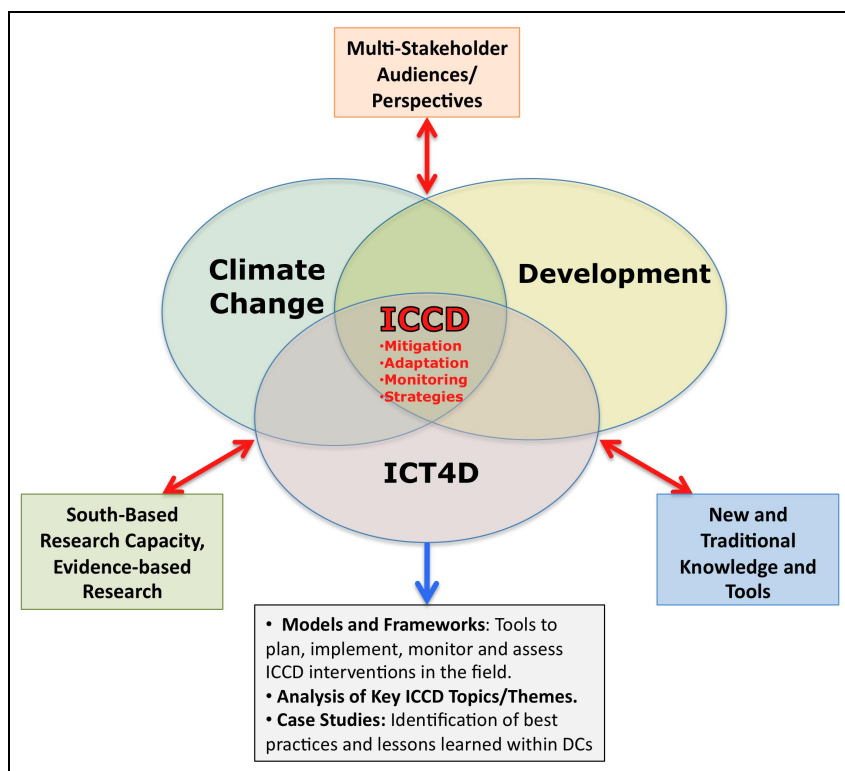 Multi-Stakeholder
Audiences/
Perspectives
Climate
Change
Development
ICCD
•Mitigation
•Adaptation
•Monitoring
•Strategies
ICT4D
South-Based
Research Capacity,
Evidence-based
Research
New and
Traditional
Knowledge and
Tools
• Models and Frameworks: Tools to
plan, implement, monitor and assess
ICCD interventions in the field.
• Analysis of Key ICCD Topics/Themes.
• Case Studies: Identification of best
practices and lessons learned within DCs